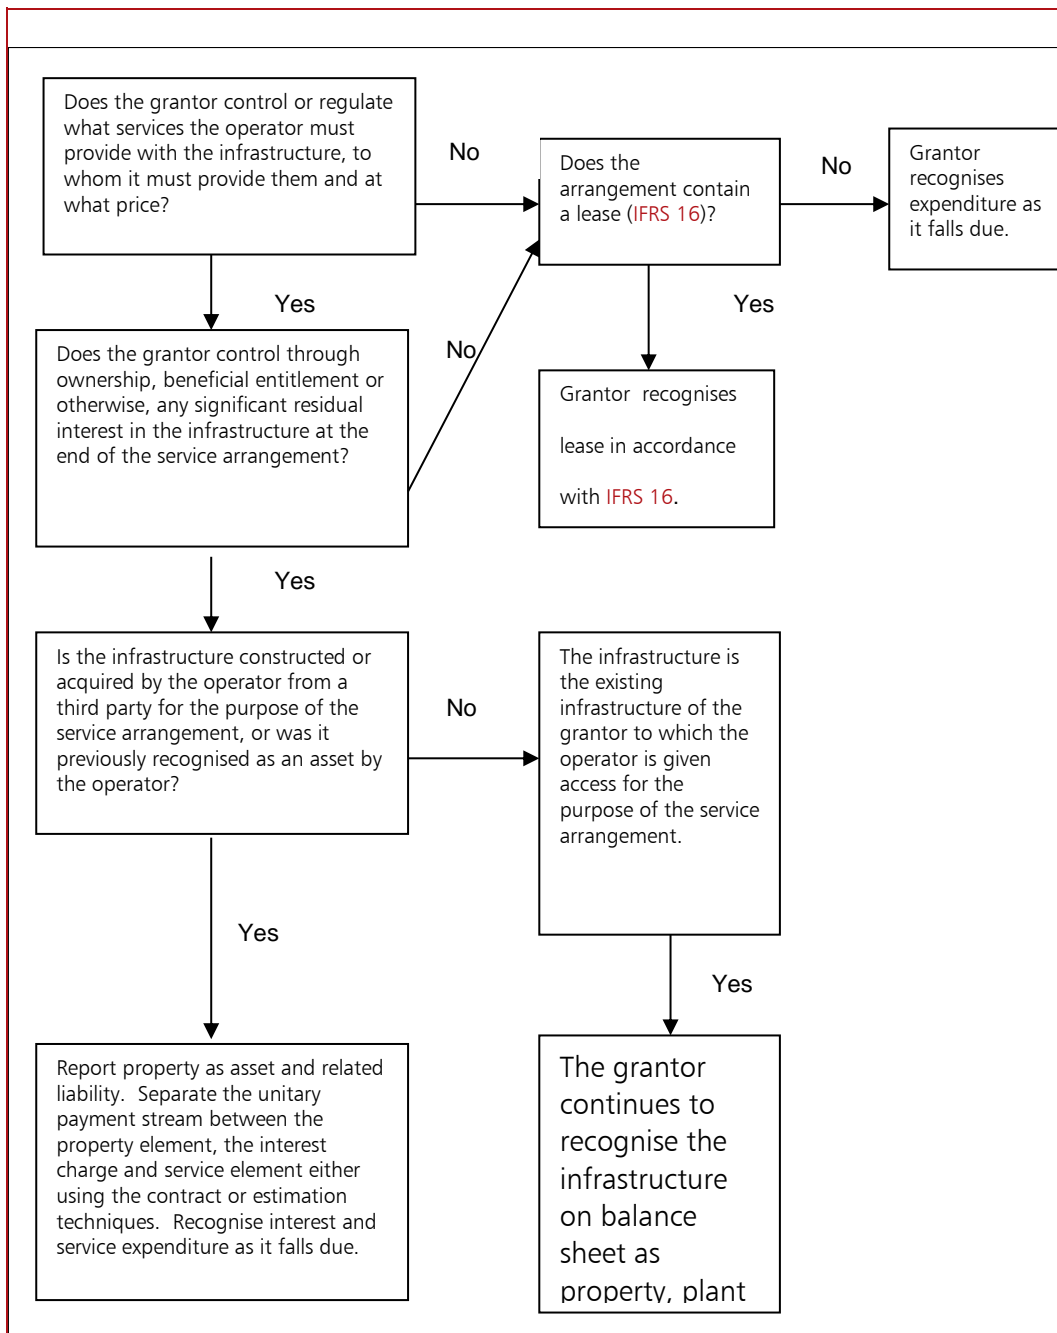 Does the grantor control or regulate
what services the operator must
provide with the infrastructure, to
whom it must provide them and at
what price?
No
Does the
arrangement contain
a lease (IFRS 16)?
No
Grantor
recognises
expenditure as
it falls due.
Yes
Yes
Does the grantor control through
ownership, beneficial entitlement or
otherwise, any significant residual
interest in the infrastructure at the
end of the service arrangement?
No
Grantor recognises
lease in accordance
with IFRS 16.
Yes
Is the infrastructure constructed or
acquired by the operator from a
third party for the purpose of the
service arrangement, or was it
previously recognised as an asset by
the operator?
No
The infrastructure is
the existing
infrastructure of the
grantor to which the
operator is given
access for the
purpose of the service
arrangement.
Yes
Yes
Report property as asset and related
liability. Separate the unitary
payment stream between the
property element, the interest
charge and service element either
using the contract or estimation
techniques. Recognise interest and
service expenditure as it falls due.
The grantor
continues to
recognise the
infrastructure
on balance
sheet as
property, plant